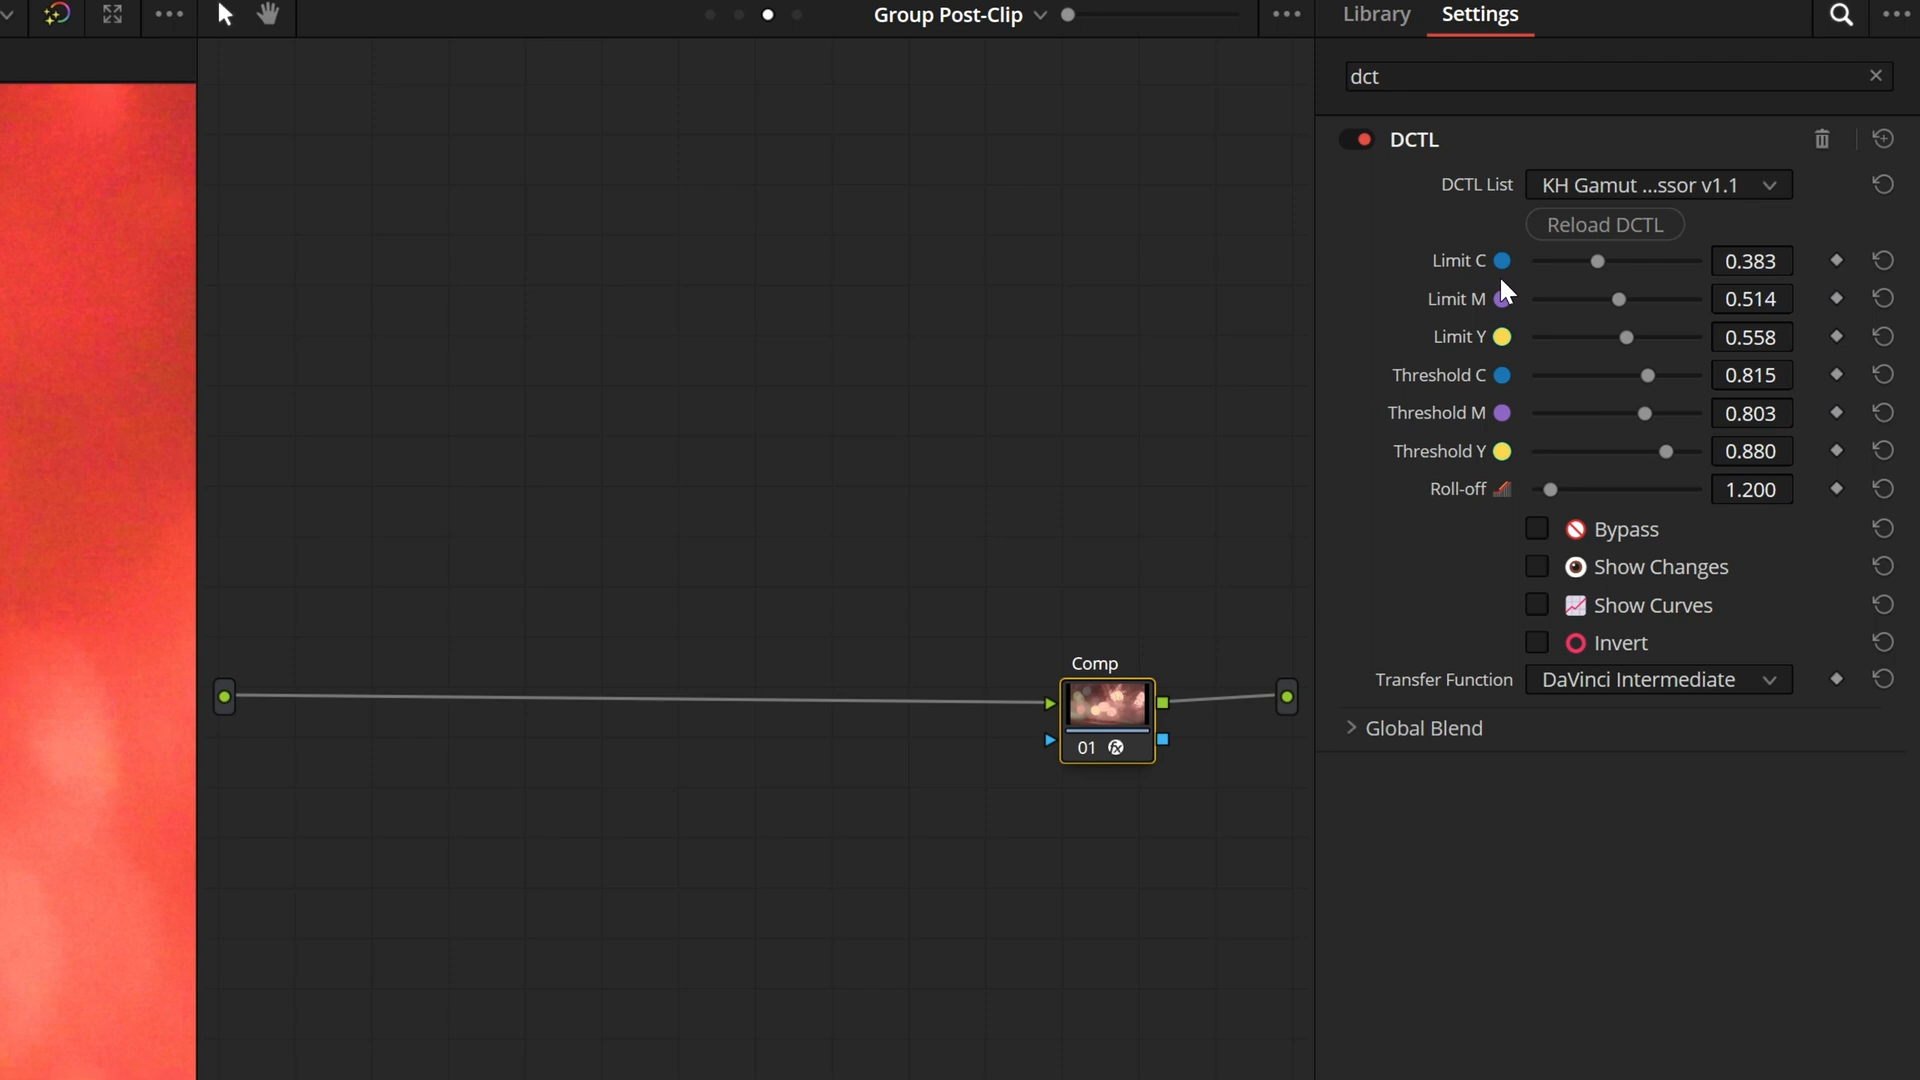 Group Post-Clip
Library Settings
dct
DCTL
DCTL List KH Gamut ...ssor v1.1
Reload DCTL
Limit C 0.383
Limit M 0.514
Limit Y 0.558
Threshold C 0.815
Threshold M 0.803
Threshold Y 0.880
Roll-off 1.200
Bypass
Show Changes
Show Curves
Invert
Transfer Function DaVinci Intermediate
Global Blend
Comp
01 fx